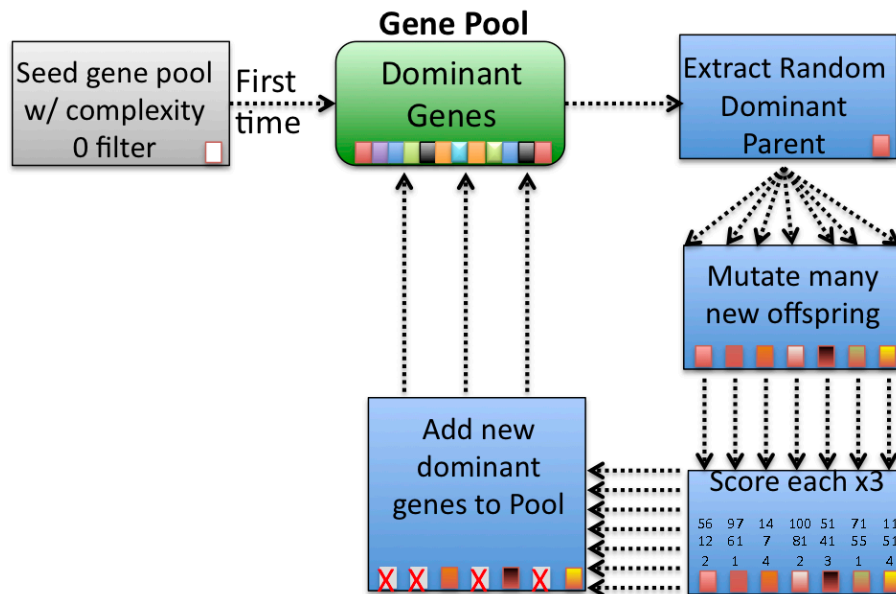 Gene Pool
Seed gene pool
w/ complexity
0 filter
First
time
Dominant
Genes
Extract Random
Dominant
Parent
Mutate many
new offspring
Score each x3
56 97 14 100 51 71 11
12 61 7 81 41 55 51
2 1 4 2 3 1 4
Add new
dominant
genes to Pool
X X X X